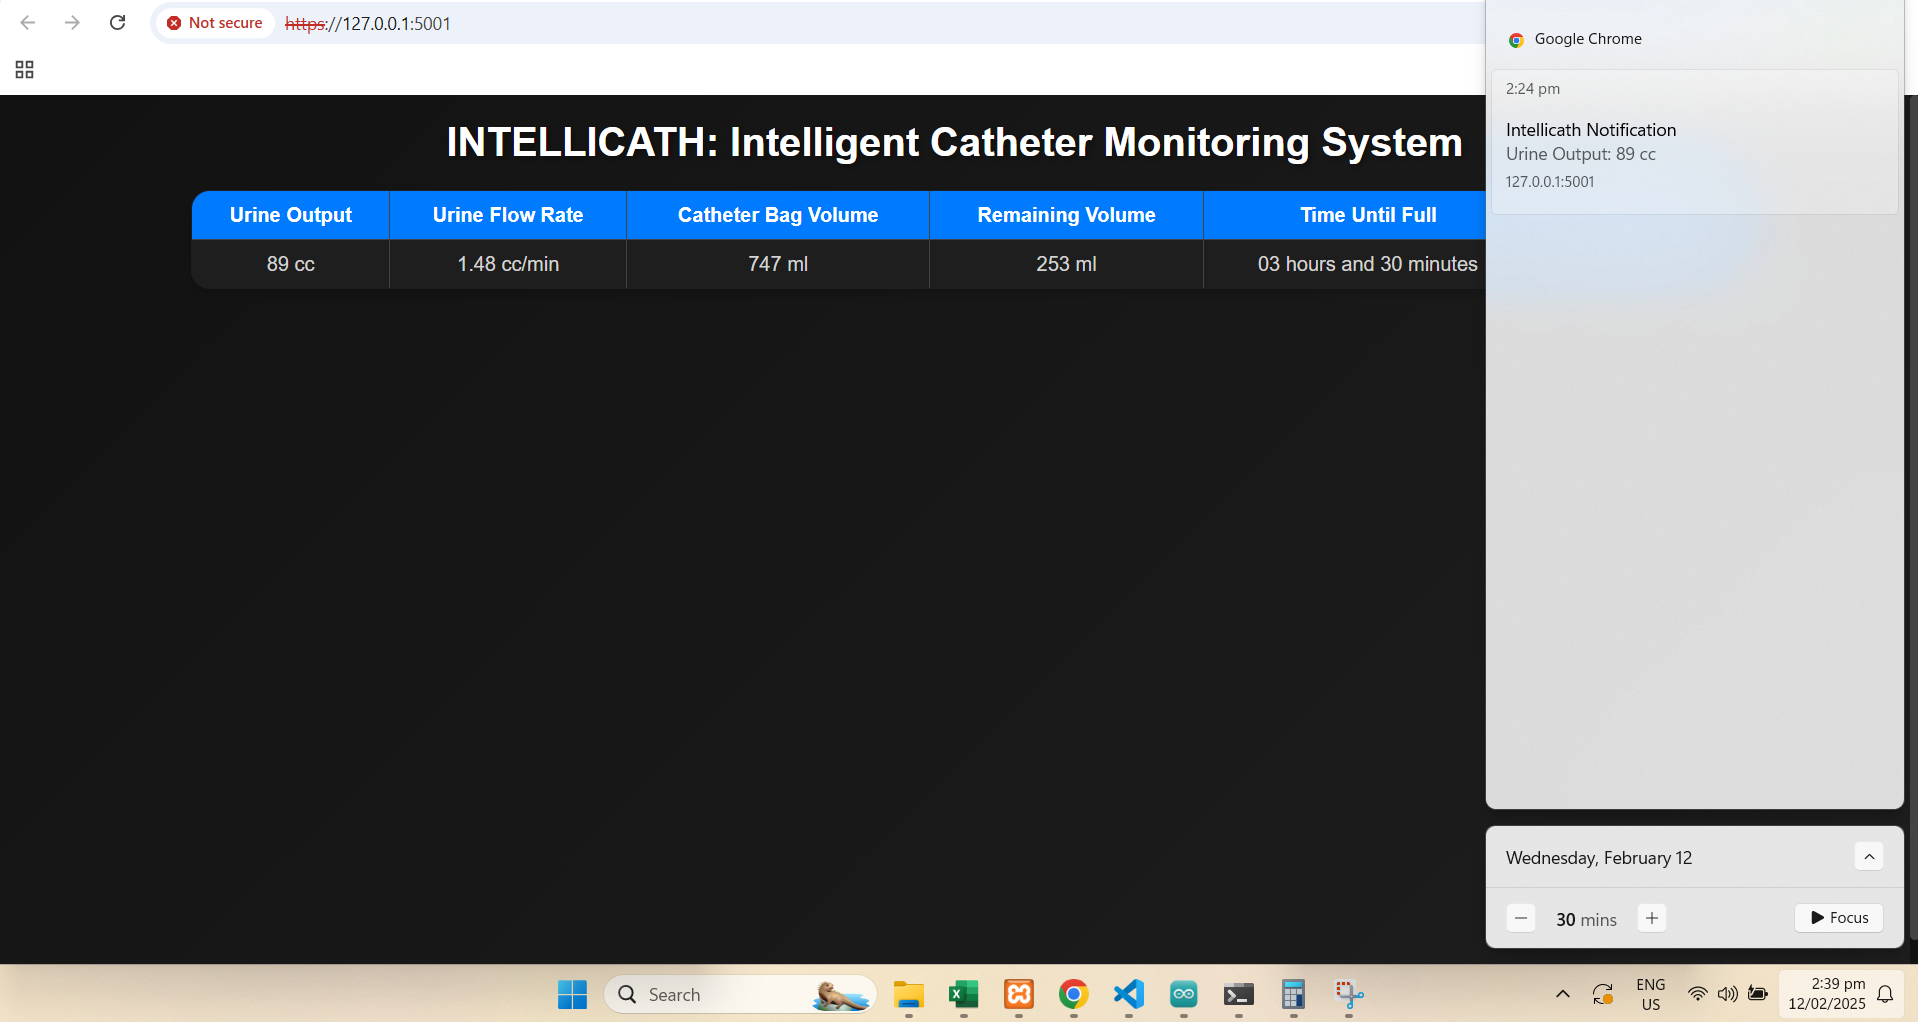 Not secure https://127.0.0.1:5001
INTELLICATH: Intelligent Catheter Monitoring System
Urine Output Urine Flow Rate Catheter Bag Volume Remaining Volume Time Until Full
89 cc 1.48 cc/min 747 ml 253 ml 03 hours and 30 minutes
Google Chrome
2:24 pm
Intellicath Notification
Urine Output: 89 cc
127.0.0.1:5001
Wednesday, February 12
30 mins Focus
Search
ENG
US
2:39 pm
12/02/2025